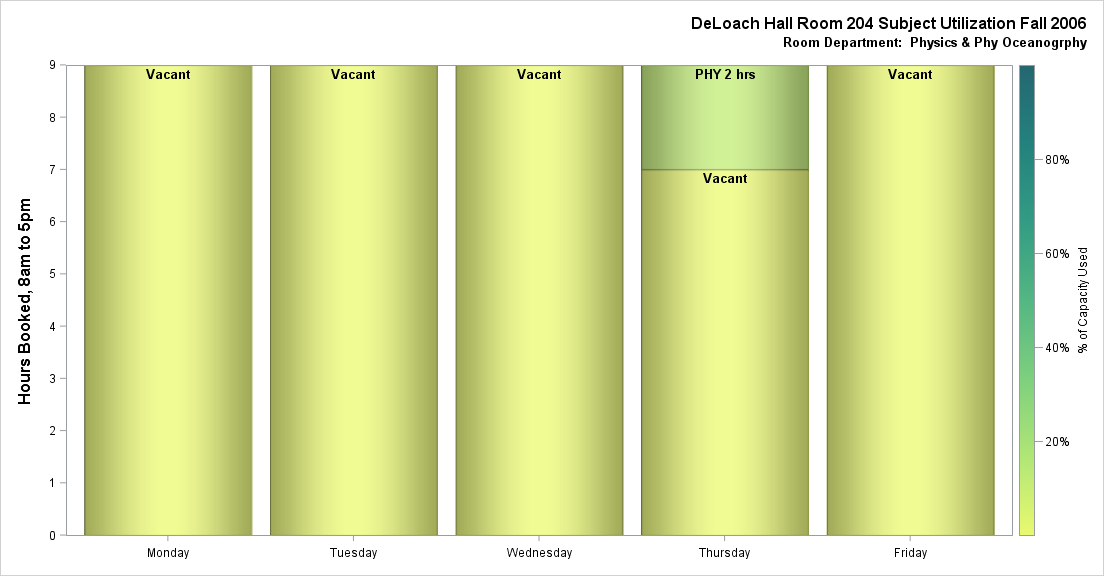 DeLoach Hall Room 204 Subject Utilization Fall 2006
Room Department:  Physics & Phy Oceanogrphy
Hours Booked, 8am to 5pm
9
8
7
6
5
4
3
2
1
0
Vacant
Vacant
Vacant
PHY 2 hrs
Vacant
Vacant
Monday
Tuesday
Wednesday
Thursday
Friday
80%
60%
40%
20%
% of Capacity Used